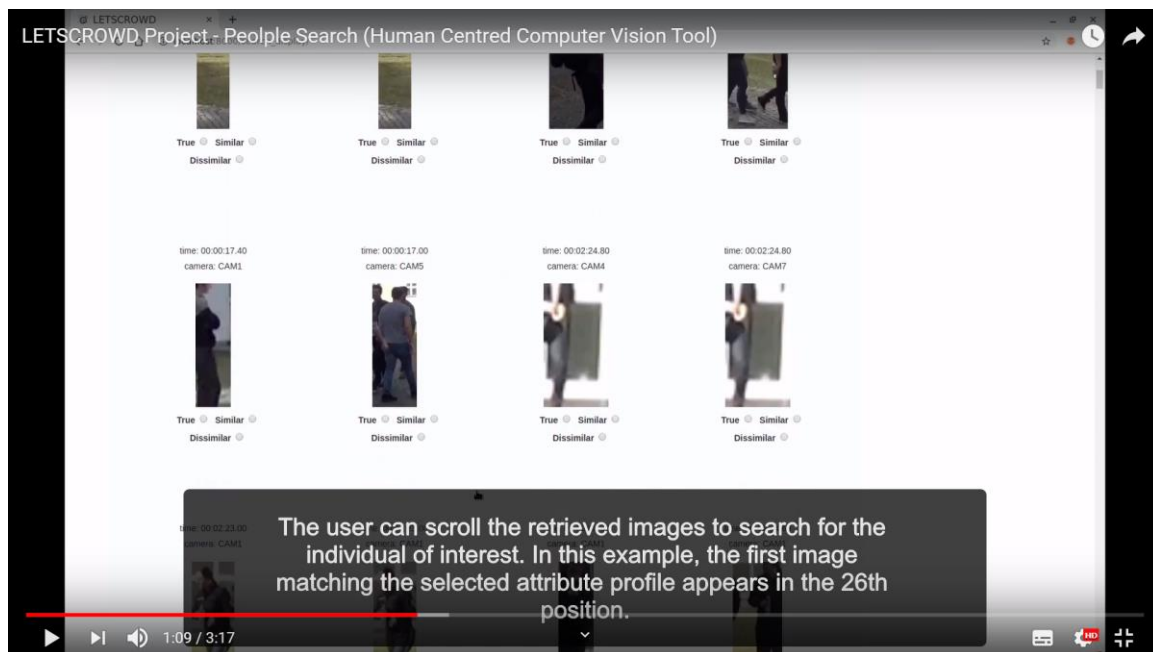 LETSCROWD
LETSCROWD Project - Peolple Search (Human Centred Computer Vision Tool)
True Similar True Similar True Similar True Similar
Dissimilar Dissimilar Dissimilar Dissimilar
time: 00:00:17.40 time: 00:00:17.00 time: 00:02:24.80 time: 00:02:24.80
camera: CAM1 camera: CAM5 camera: CAM4 camera: CAM7
True Similar True Similar True Similar True Similar
Dissimilar Dissimilar Dissimilar Dissimilar
time: 00:02:23.00
camera: CAM1
The user can scroll the retrieved images to search for the
individual of interest. In this example, the first image
matching the selected attribute profile appears in the 26th
position.
1:09 / 3:17
HD